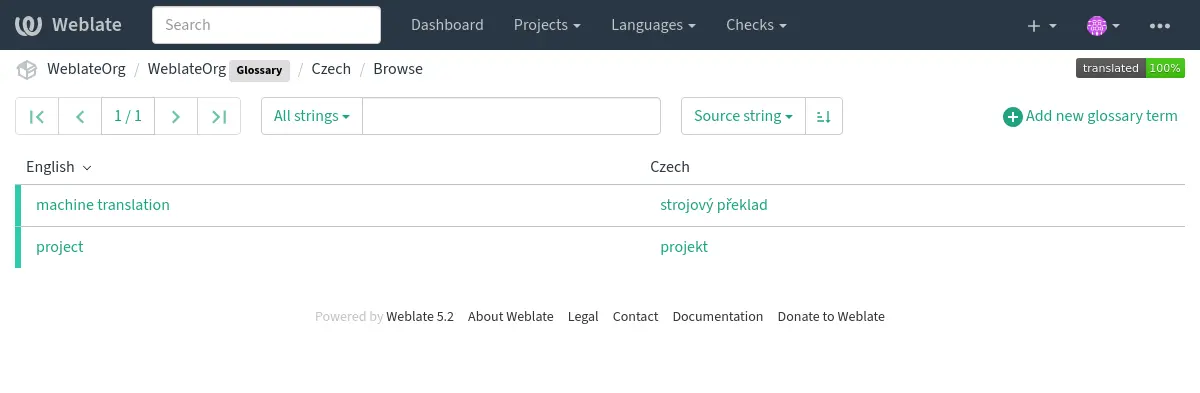 Weblate Search Dashboard Projects Languages Checks
WeblateOrg / WeblateOrg Glossary / Czech / Browse translated 100%
1 / 1 All strings Source string Add new glossary term
English Czech
machine translation strojový překlad
project projekt
Powered by Weblate 5.2 About Weblate Legal Contact Documentation Donate to Weblate